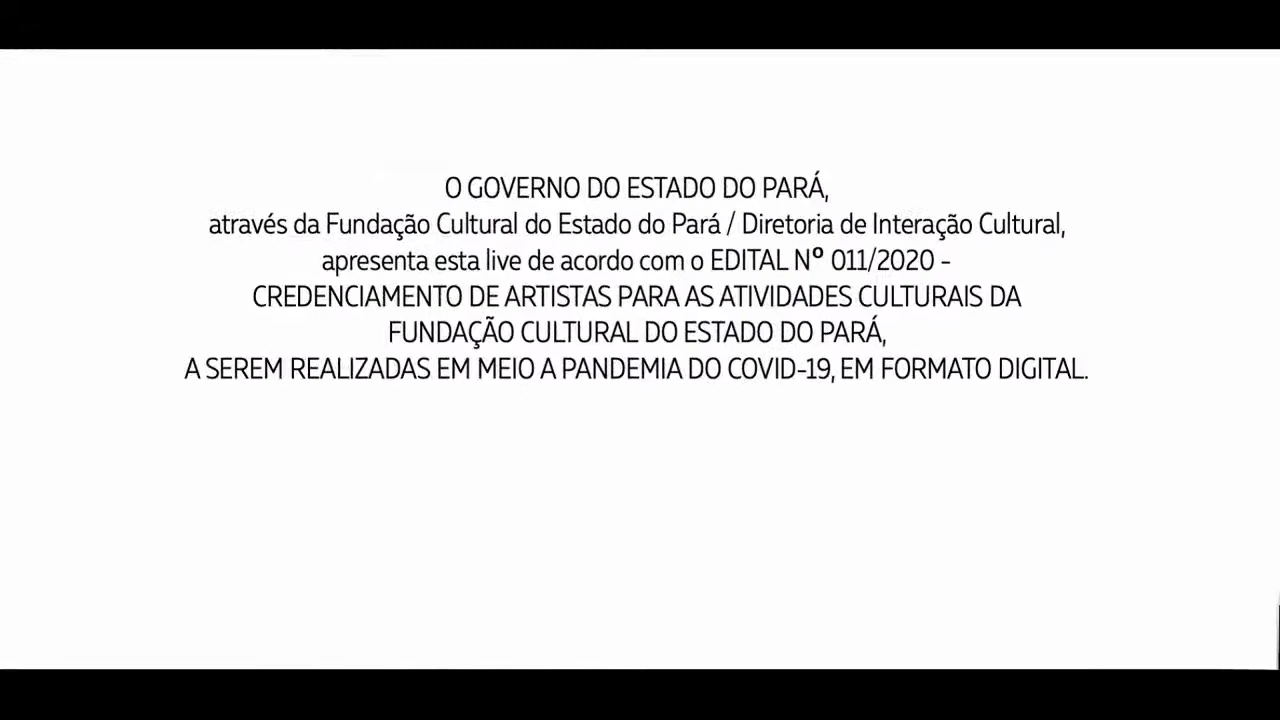 O GOVERNO DO ESTADO DO PARÁ,
através da Fundação Cultural do Estado do Pará / Diretoria de Interação Cultural,
apresenta esta live de acordo com o EDITAL Nº 011/2020 -
CREDENCIAMENTO DE ARTISTAS PARA AS ATIVIDADES CULTURAIS DA
FUNDAÇÃO CULTURAL DO ESTADO DO PARÁ,
A SEREM REALIZADAS EM MEIO A PANDEMIA DO COVID-19, EM FORMATO DIGITAL.